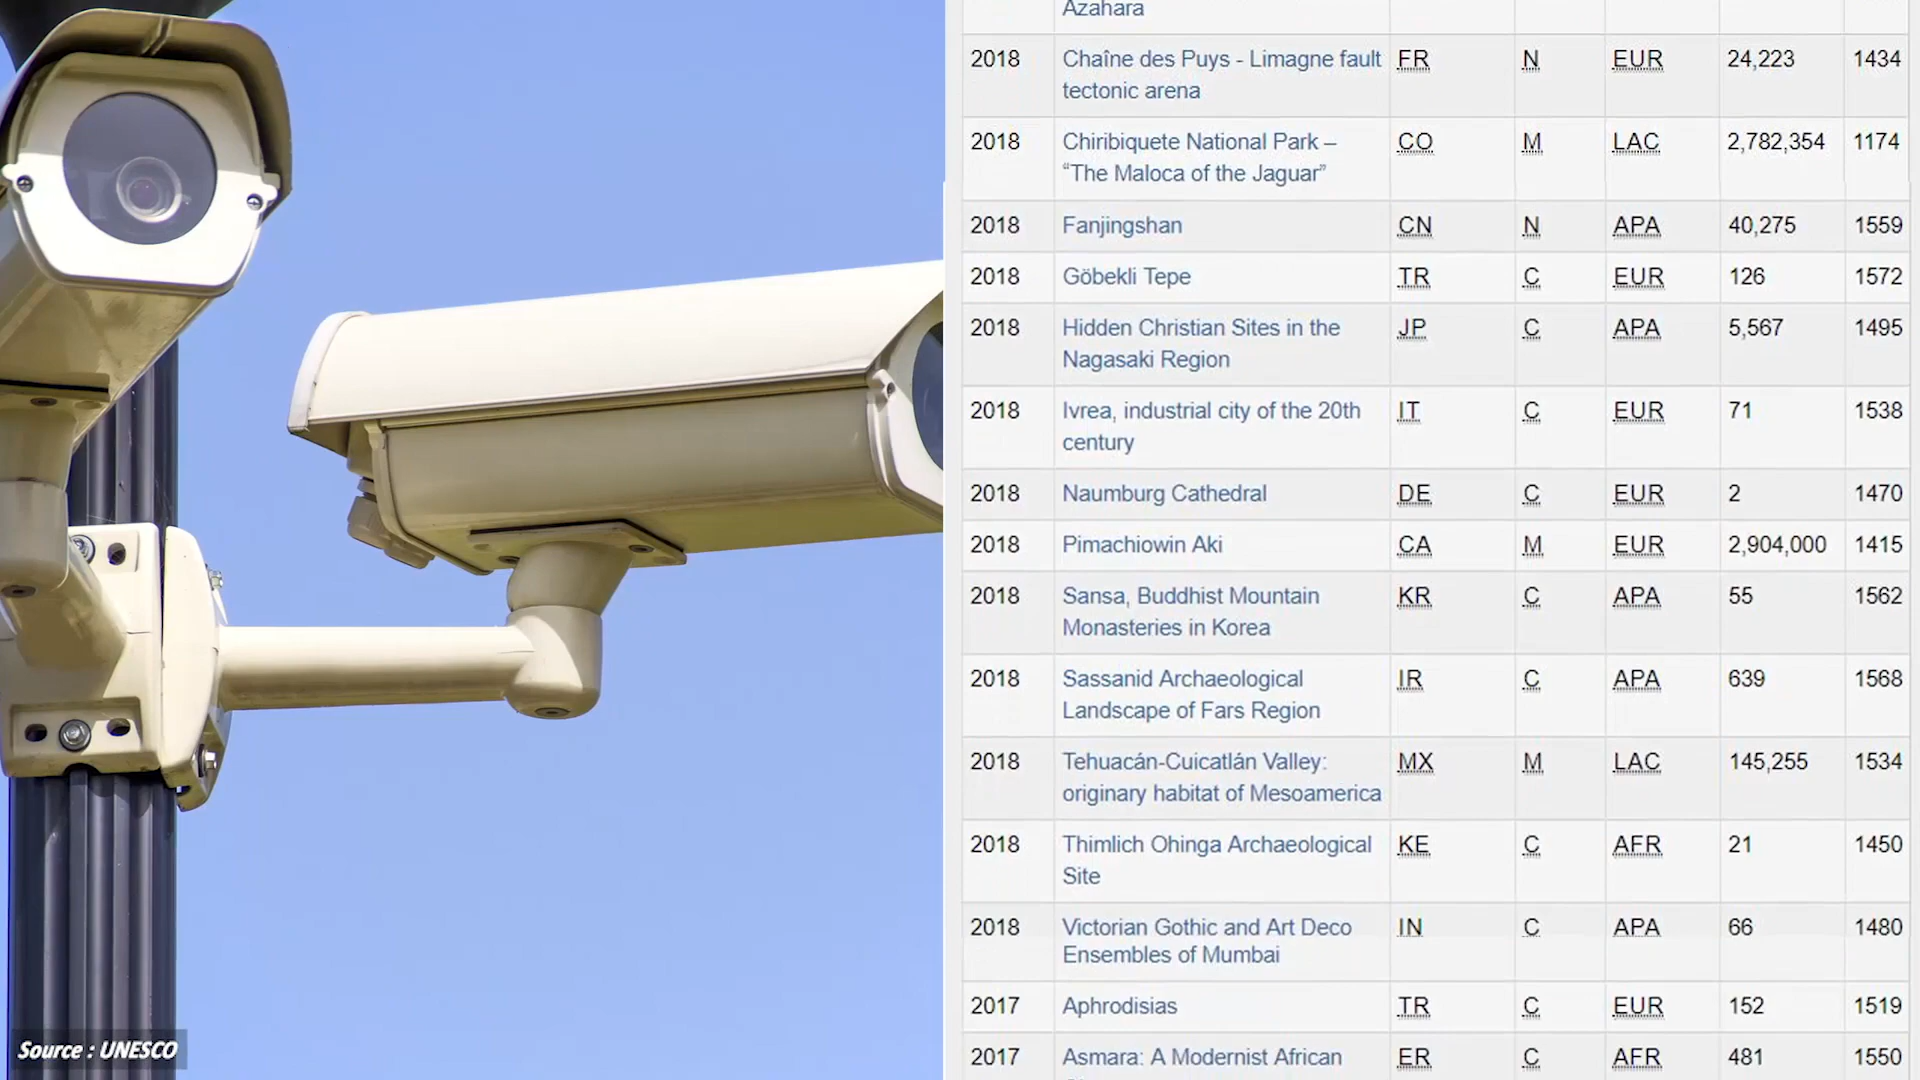 Azahara
2018 Chaîne des Puys - Limagne fault FR N EUR 24,223 1434
tectonic arena
2018 Chiribiquete National Park – CO M LAC 2,782,354 1174
“The Maloca of the Jaguar”
2018 Fanjingshan CN N APA 40,275 1559
2018 Göbekli Tepe TR C EUR 126 1572
2018 Hidden Christian Sites in the JP C APA 5,567 1495
Nagasaki Region
2018 Ivrea, industrial city of the 20th IT C EUR 71 1538
century
2018 Naumburg Cathedral DE C EUR 2 1470
2018 Pimachiowin Aki CA M EUR 2,904,000 1415
2018 Sansa, Buddhist Mountain KR C APA 55 1562
Monasteries in Korea
2018 Sassanid Archaeological IR C APA 639 1568
Landscape of Fars Region
2018 Tehuacán-Cuicatlán Valley: MX M LAC 145,255 1534
originary habitat of Mesoamerica
2018 Thimlich Ohinga Archaeological KE C AFR 21 1450
Site
2018 Victorian Gothic and Art Deco IN C APA 66 1480
Ensembles of Mumbai
2017 Aphrodisias TR C EUR 152 1519
2017 Asmara: A Modernist African ER C AFR 481 1550
Source : UNESCO